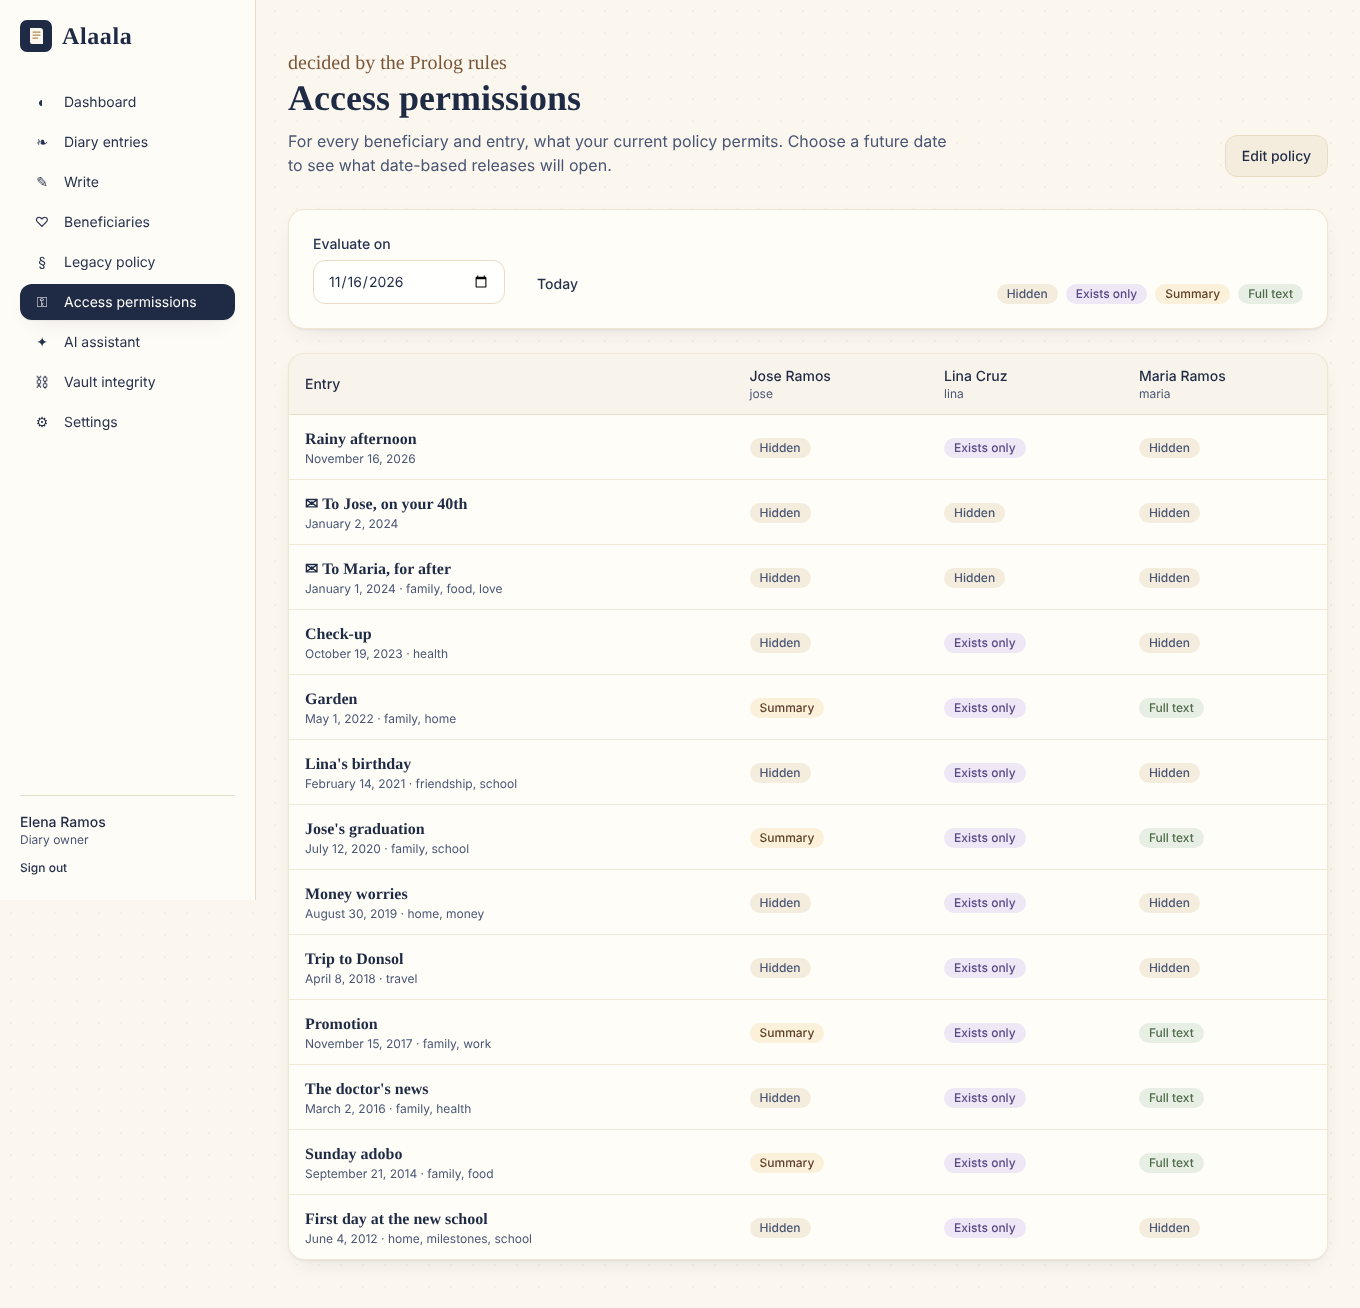 Alaala
Dashboard
Diary entries
Write
Beneficiaries
§ Legacy policy
Access permissions
AI assistant
Vault integrity
Settings
Elena Ramos
Diary owner
Sign out
decided by the Prolog rules
Access permissions
For every beneficiary and entry, what your current policy permits. Choose a future date
to see what date-based releases will open.
Edit policy
Evaluate on
11/16/2026
Today
Hidden Exists only Summary Full text
Entry
Jose Ramos
jose
Lina Cruz
lina
Maria Ramos
maria
Rainy afternoon
November 16, 2026
Hidden Exists only Hidden
✉ To Jose, on your 40th
January 2, 2024
Hidden Hidden Hidden
✉ To Maria, for after
January 1, 2024 · family, food, love
Hidden Hidden Hidden
Check-up
October 19, 2023 · health
Hidden Exists only Hidden
Garden
May 1, 2022 · family, home
Summary Exists only Full text
Lina's birthday
February 14, 2021 · friendship, school
Hidden Exists only Hidden
Jose's graduation
July 12, 2020 · family, school
Summary Exists only Full text
Money worries
August 30, 2019 · home, money
Hidden Exists only Hidden
Trip to Donsol
April 8, 2018 · travel
Hidden Exists only Hidden
Promotion
November 15, 2017 · family, work
Summary Exists only Full text
The doctor's news
March 2, 2016 · family, health
Hidden Exists only Full text
Sunday adobo
September 21, 2014 · family, food
Summary Exists only Full text
First day at the new school
June 4, 2012 · home, milestones, school
Hidden Exists only Hidden